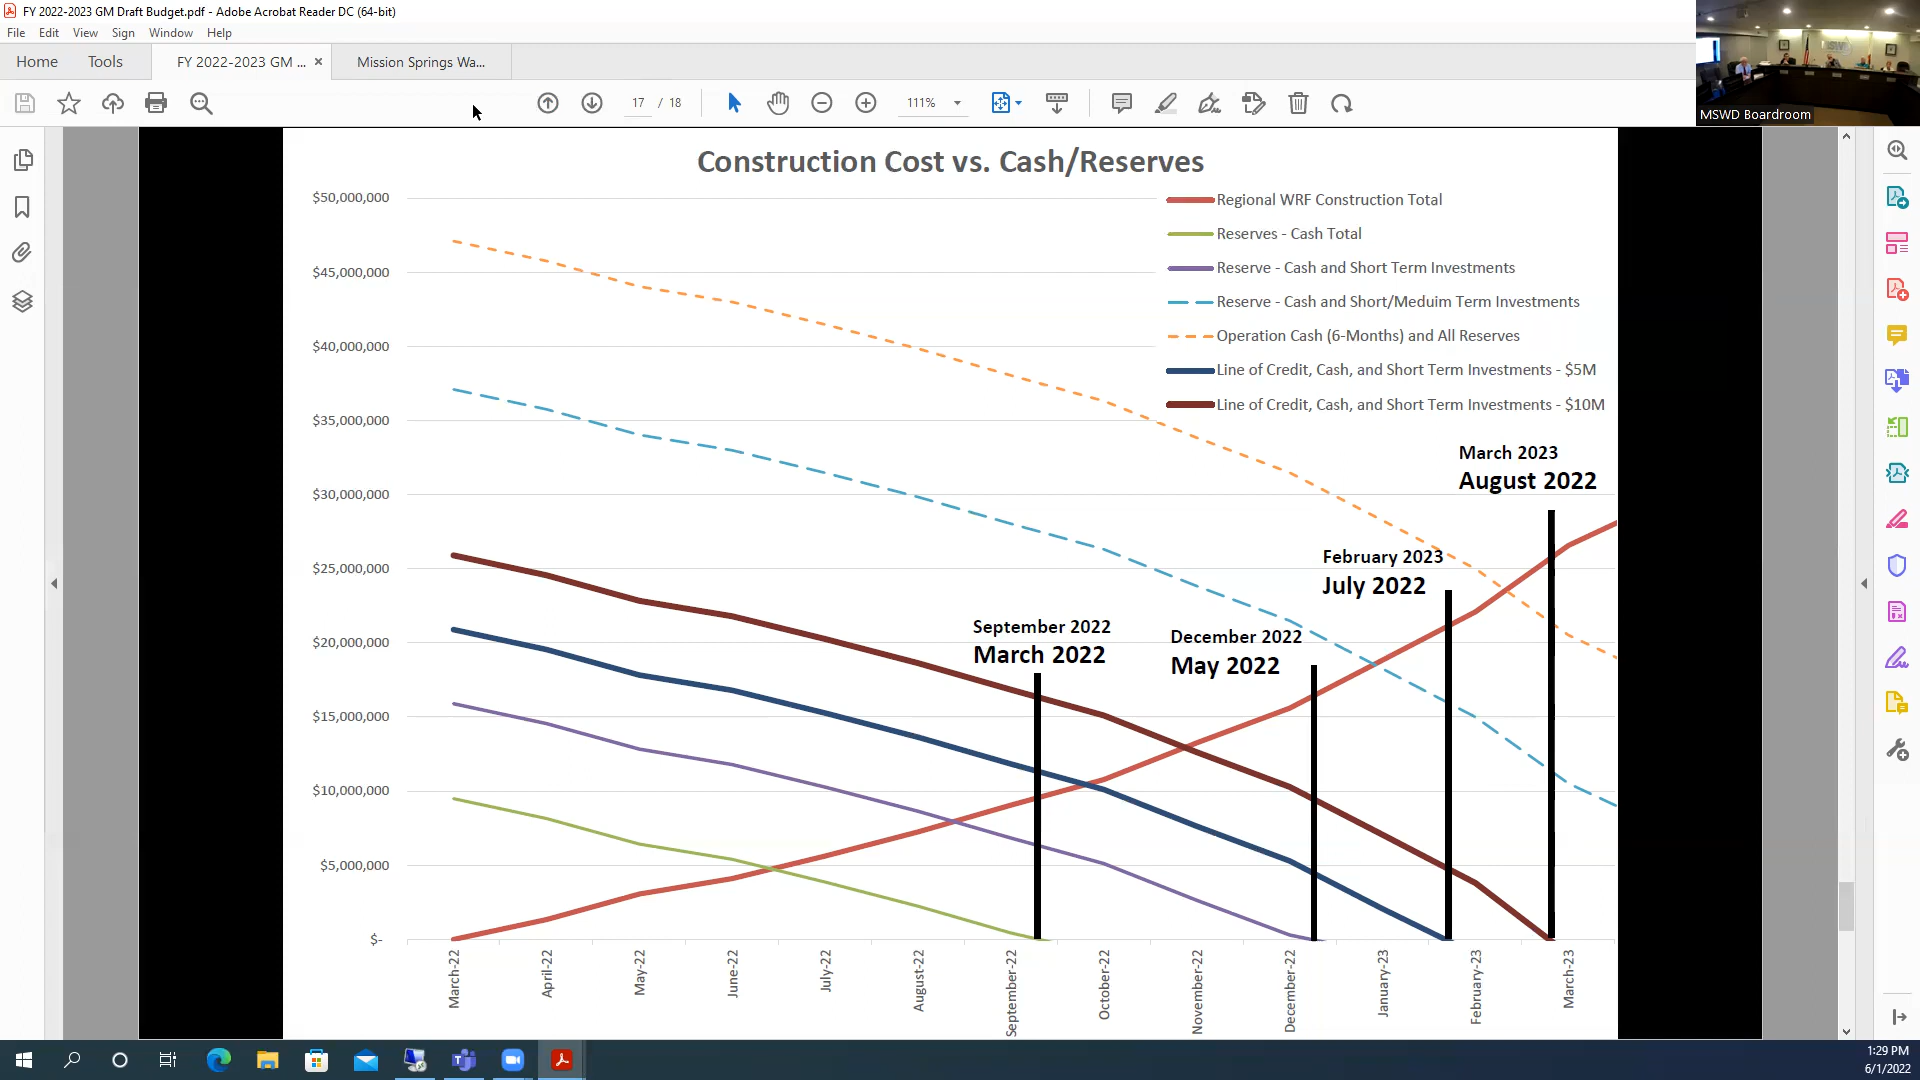 FY 2022-2023 GM Draft Budget.pdf - Adobe Acrobat Reader DC (64-bit)
File Edit View Sign Window Help
Home Tools FY 2022-2023 GM ... × Mission Springs Wa...
17 / 18 111%
MSWD Boardroom
Construction Cost vs. Cash/Reserves
$50,000,000
$45,000,000
$40,000,000
$35,000,000
$30,000,000
$25,000,000
$20,000,000
$15,000,000
$10,000,000
$5,000,000
$-
Regional WRF Construction Total
Reserves - Cash Total
Reserve - Cash and Short Term Investments
Reserve - Cash and Short/Meduim Term Investments
Operation Cash (6-Months) and All Reserves
Line of Credit, Cash, and Short Term Investments - $5M
Line of Credit, Cash, and Short Term Investments - $10M
March 2023
August 2022
February 2023
July 2022
September 2022
March 2022
December 2022
May 2022
March-22
April-22
May-22
June-22
July-22
August-22
September-22
October-22
November-22
December-22
January-23
February-23
March-23
1:29 PM
6/1/2022